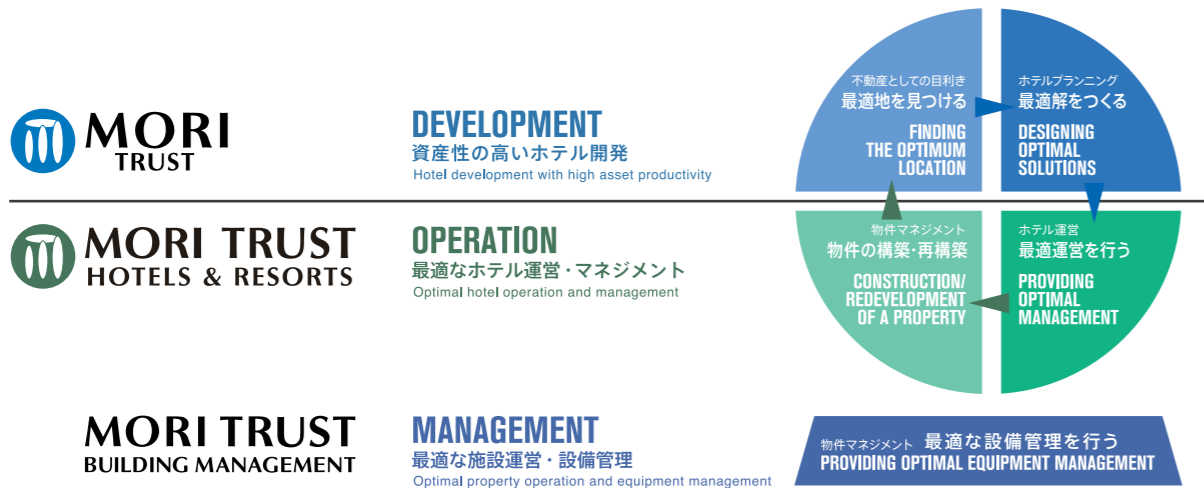 MORI
TRUST
DEVELOPMENT
資産性の高いホテル開発
Hotel development with high asset productivity
不動産としての目利き
最適地を見つける
FINDING
THE OPTIMUM
LOCATION
ホテルプランニング
最適解をつくる
DESIGNING
OPTIMAL
SOLUTIONS
MORI TRUST
HOTELS & RESORTS
OPERATION
最適なホテル運営・マネジメント
Optimal hotel operation and management
物件マネジメント
物件の構築・再構築
CONSTRUCTION/
REDEVELOPMENT
OF A PROPERTY
ホテル運営
最適運営を行う
PROVIDING
OPTIMAL
MANAGEMENT
MORI TRUST
BUILDING MANAGEMENT
MANAGEMENT
最適な施設運営・設備管理
Optimal property operation and equipment management
物件マネジメント 最適な設備管理を行う
PROVIDING OPTIMAL EQUIPMENT MANAGEMENT